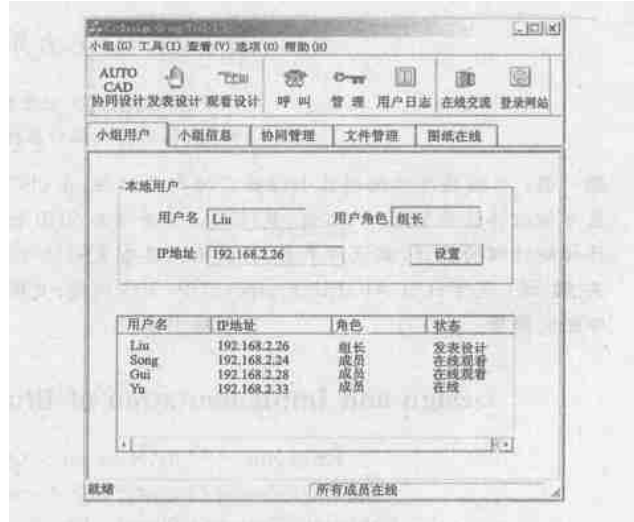 小组(G) 工具(T) 查看(V) 选项(O) 帮助(H)
AUTO
CAD
协同设计 发表设计 观看设计 呼 叫 管 理 用户日志 在线交流 登录网站
小组用户 小组信息 协同管理 文件管理 图纸在线
本地用户
用户名 Liu 用户角色 组长
IP地址 192.168.2.26 设置
用户名 IP地址 角色 状态
Liu 192.168.2.26 组长 发表设计
Song 192.168.2.24 成员 在线观看
Gui 192.168.2.28 成员 在线观看
Yu 192.168.2.33 成员 在线
就绪 所有成员在线